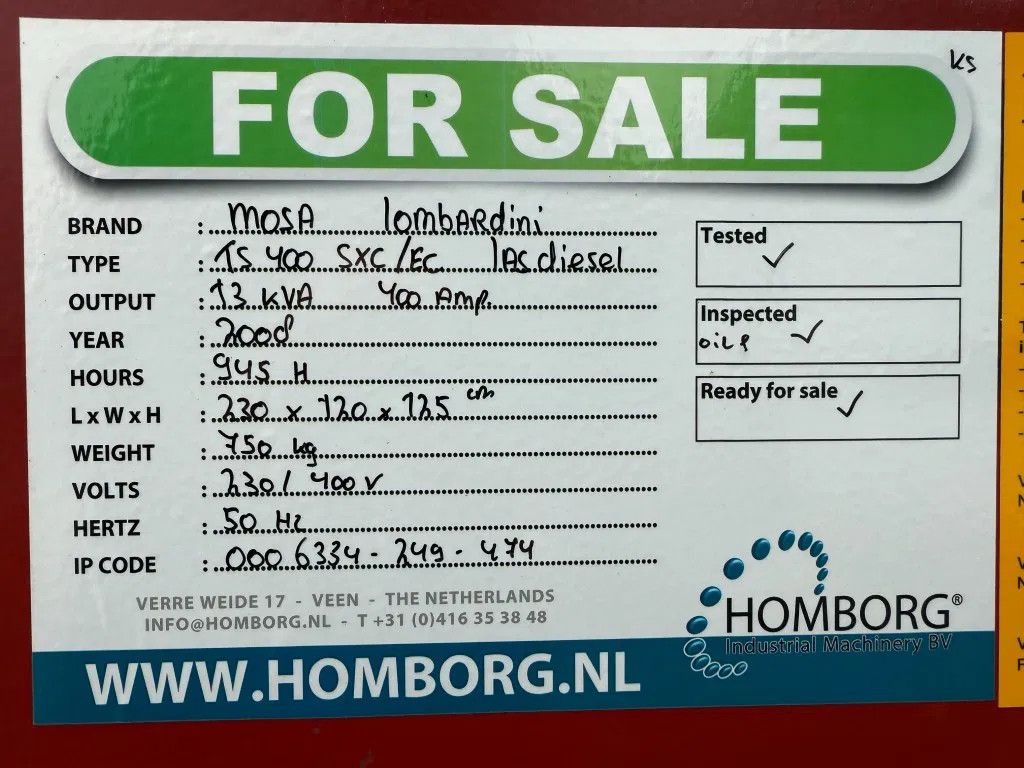 KS
FOR SALE
BRAND : MOSA Lombardini
TYPE : TS 400 SXC/EC Lasdiesel
OUTPUT : 13 KVA 400 Amp.
YEAR : 2008
HOURS : 945 H
L x W x H : 230 x 120 x 125 cm
WEIGHT : 750 kg
VOLTS : 230/400V
HERTZ : 50 Hz
IP CODE : 000 6334-249-474
Tested ✓
Inspected ✓
Ready for sale ✓
VERRE WEIDE 17 - VEEN - THE NETHERLANDS
INFO@HOMBORG.NL - T +31 (0)416 35 38 48
HOMBORG®
Industrial Machinery BV
WWW.HOMBORG.NL